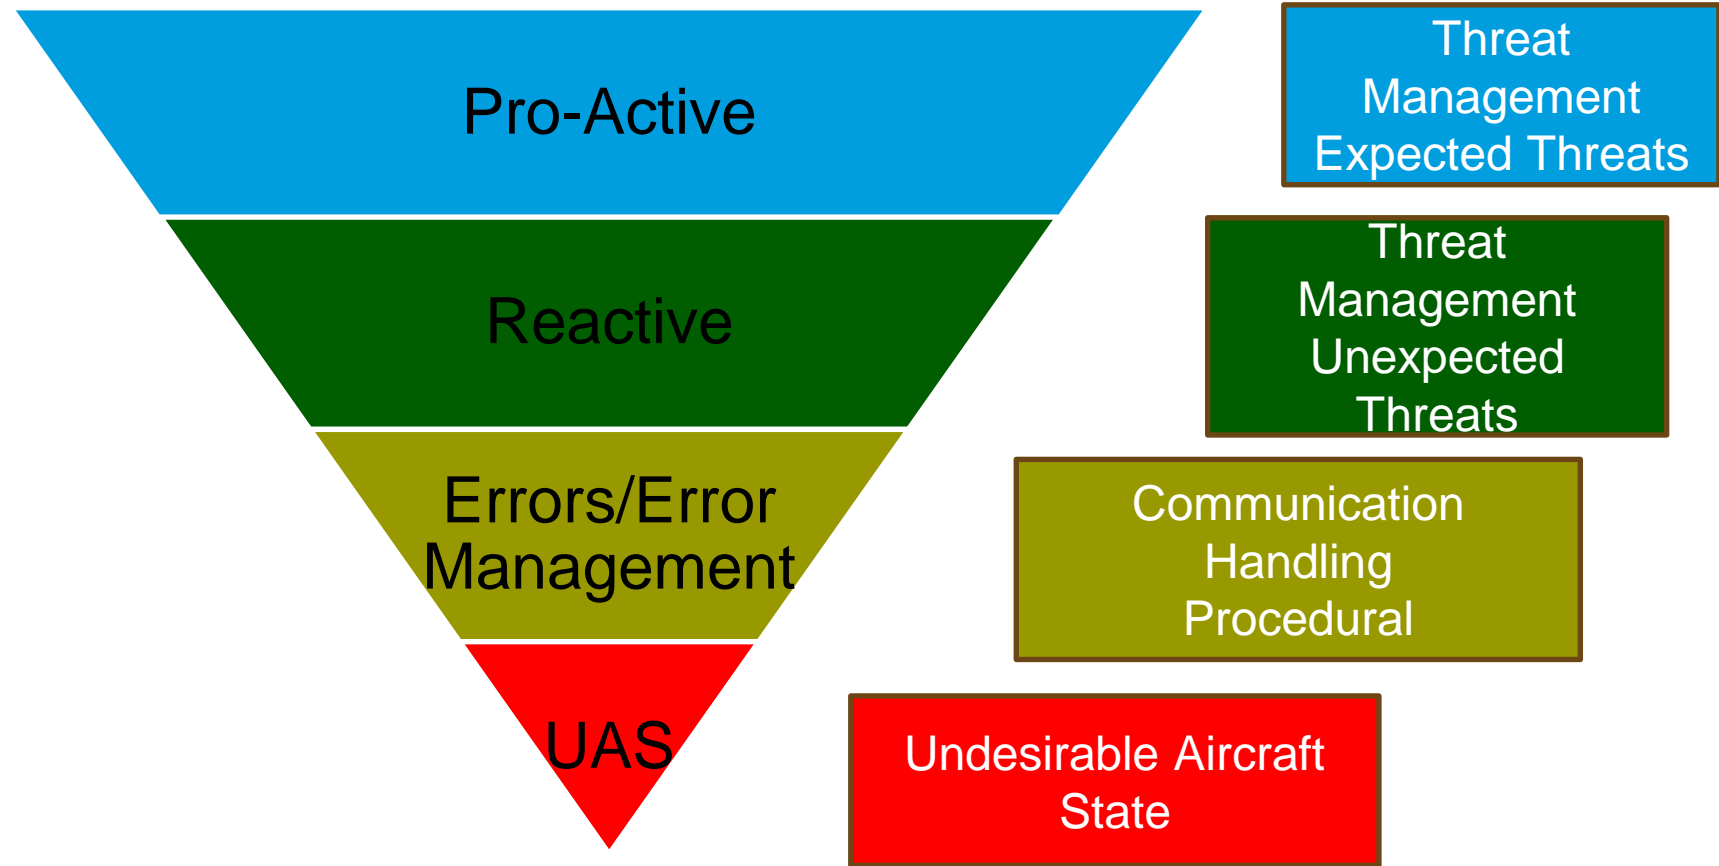 Pro-Active
Threat
Management
Expected Threats
Reactive
Threat
Management
Unexpected
Threats
Errors/Error
Management
Communication
Handling
Procedural
UAS
Undesirable Aircraft
State